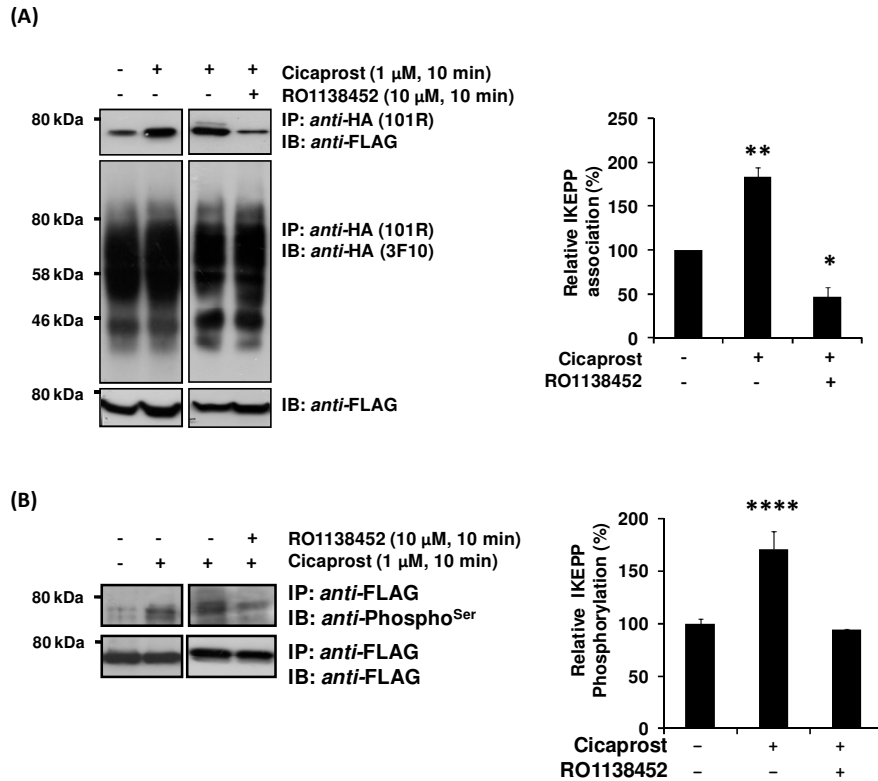 (A)
- + + + Cicaprost (1 µM, 10 min)
- - - + RO1138452 (10 µM, 10 min)
80 kDa
IP: anti-HA (101R)
IB: anti-FLAG
80 kDa
58 kDa
46 kDa
IP: anti-HA (101R)
IB: anti-HA (3F10)
80 kDa
IB: anti-FLAG
Relative IKEPP
association (%)
250
200
150
100
50
0
**
*
Cicaprost - + +
RO1138452 - - +
(B)
- - - + RO1138452 (10 µM, 10 min)
- + + + Cicaprost (1 µM, 10 min)
80 kDa
IP: anti-FLAG
IB: anti-PhosphoSer
80 kDa
IP: anti-FLAG
IB: anti-FLAG
Relative IKEPP
Phosphorylation (%)
200
150
100
50
0
****
Cicaprost – + +
RO1138452 – – +